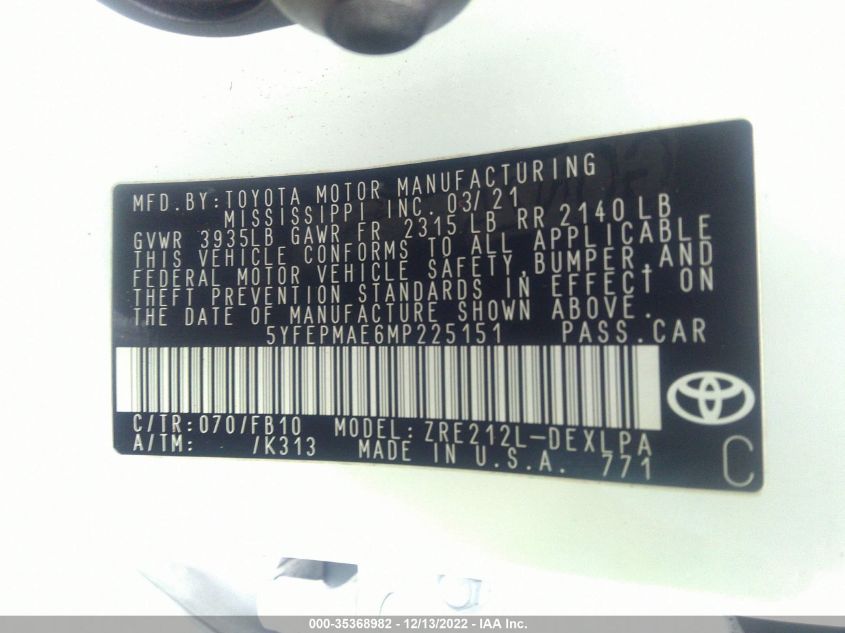 MFD.BY: TOYOTA MOTOR MANUFACTURING
MISSISSIPPI INC. 03/21
GVWR 3935LB GAWR FR 2315 LB RR 2140 LB
THIS VEHICLE CONFORMS TO ALL APPLICABLE
FEDERAL MOTOR VEHICLE SAFETY, BUMPER, AND
THEFT PREVENTION STANDARDS IN EFFECT ON
THE DATE OF MANUFACTURE SHOWN ABOVE.
5YFEPMAE6MP225151 PASS.CAR
C/TR: 070/FB10 MODEL: ZRE212L-DEXLPA
A/TM: /K313 MADE IN U.S.A. 771 C
000-35368982 - 12/13/2022 - IAA Inc.